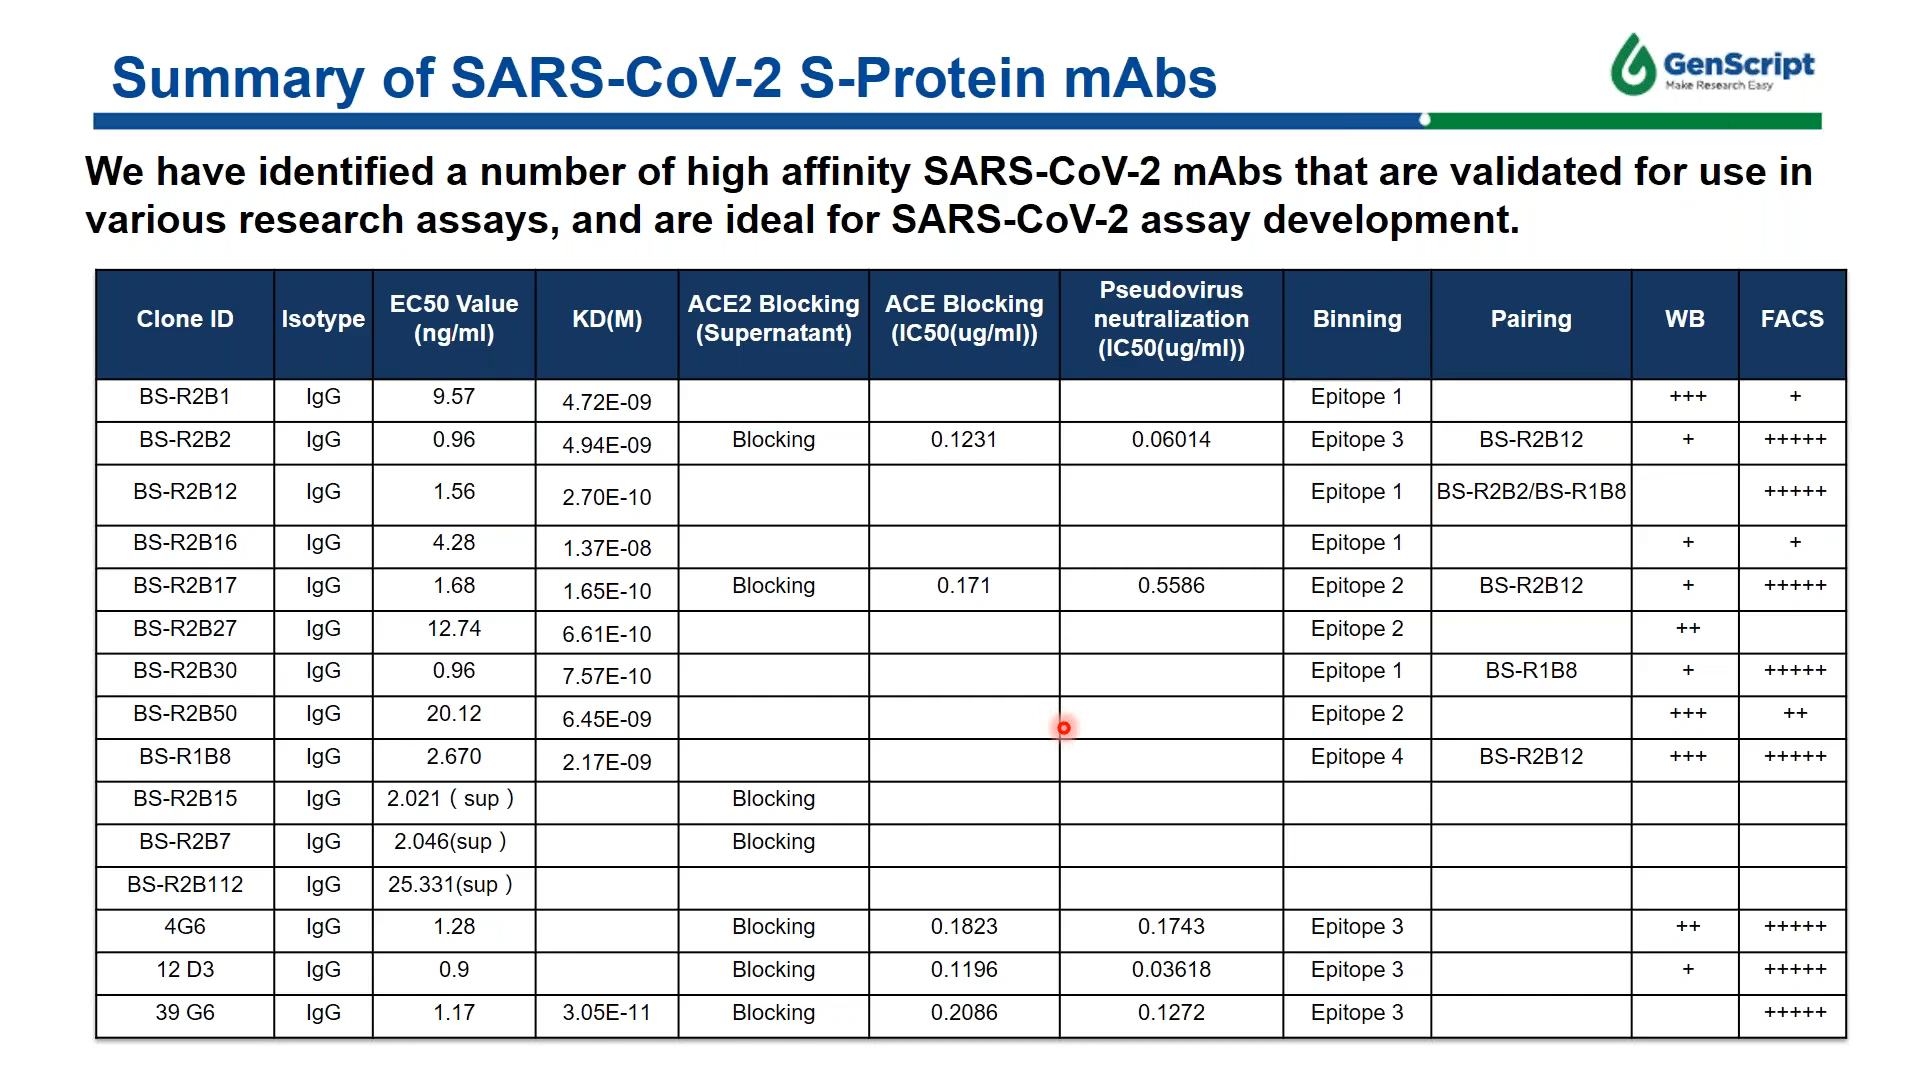 Summary of SARS-CoV-2 S-Protein mAbs
GenScript
Make Research Easy
We have identified a number of high affinity SARS-CoV-2 mAbs that are validated for use in
various research assays, and are ideal for SARS-CoV-2 assay development.
Clone ID Isotype EC50 Value (ng/ml) KD(M) ACE2 Blocking (Supernatant) ACE Blocking (IC50(ug/ml)) Pseudovirus neutralization (IC50(ug/ml)) Binning Pairing WB FACS
BS-R2B1 IgG 9.57 4.72E-09 Epitope 1 +++ +
BS-R2B2 IgG 0.96 4.94E-09 Blocking 0.1231 0.06014 Epitope 3 BS-R2B12 + +++++
BS-R2B12 IgG 1.56 2.70E-10 Epitope 1 BS-R2B2/BS-R1B8 +++++
BS-R2B16 IgG 4.28 1.37E-08 Epitope 1 + +
BS-R2B17 IgG 1.68 1.65E-10 Blocking 0.171 0.5586 Epitope 2 BS-R2B12 + +++++
BS-R2B27 IgG 12.74 6.61E-10 Epitope 2 ++
BS-R2B30 IgG 0.96 7.57E-10 Epitope 1 BS-R1B8 + +++++
BS-R2B50 IgG 20.12 6.45E-09 Epitope 2 +++ ++
BS-R1B8 IgG 2.670 2.17E-09 Epitope 4 BS-R2B12 +++ +++++
BS-R2B15 IgG 2.021（sup） Blocking
BS-R2B7 IgG 2.046(sup） Blocking
BS-R2B112 IgG 25.331(sup）
4G6 IgG 1.28 Blocking 0.1823 0.1743 Epitope 3 ++ +++++
12 D3 IgG 0.9 Blocking 0.1196 0.03618 Epitope 3 + +++++
39 G6 IgG 1.17 3.05E-11 Blocking 0.2086 0.1272 Epitope 3 +++++